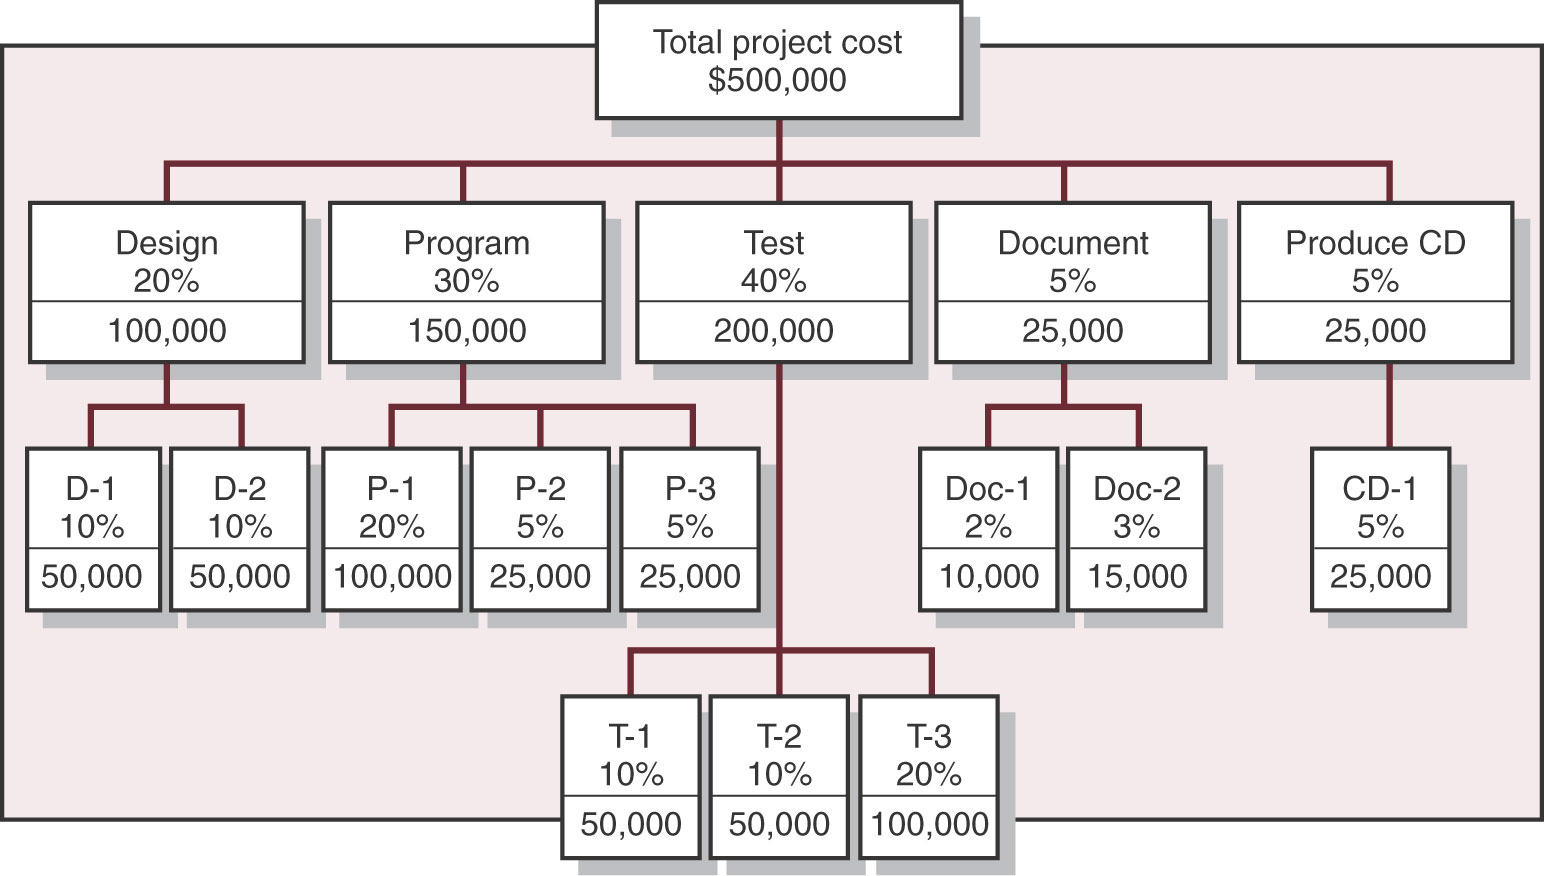 Total project cost
$500,000
Design
20%
100,000
Program
30%
150,000
Test
40%
200,000
Document
5%
25,000
Produce CD
5%
25,000
D-1
10%
50,000
D-2
10%
50,000
P-1
20%
100,000
P-2
5%
25,000
P-3
5%
25,000
Doc-1
2%
10,000
Doc-2
3%
15,000
CD-1
5%
25,000
T-1
10%
50,000
T-2
10%
50,000
T-3
20%
100,000